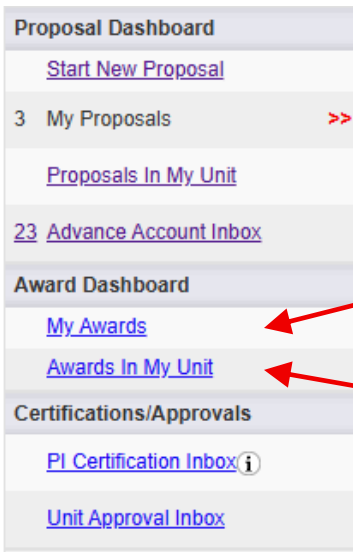 Proposal Dashboard
Start New Proposal
3 My Proposals >>
Proposals In My Unit
23 Advance Account Inbox
Award Dashboard
My Awards
Awards In My Unit
Certifications/Approvals
PI Certification Inbox i
Unit Approval Inbox